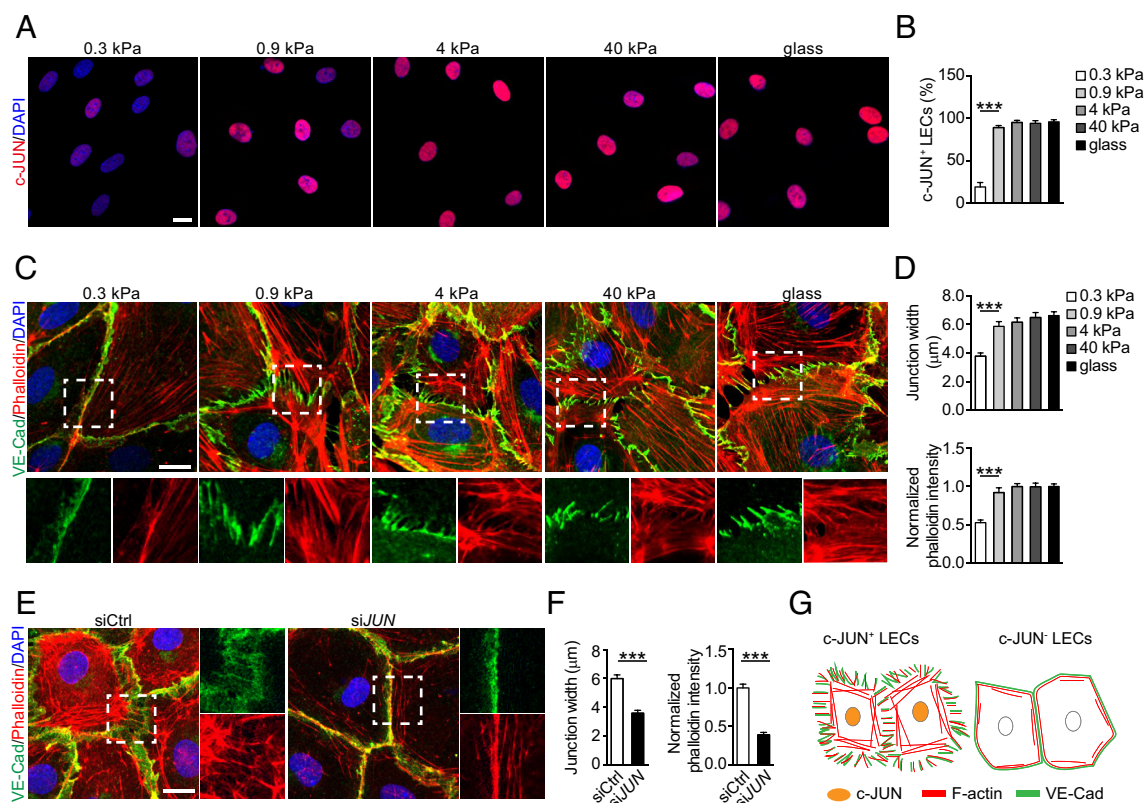 A
0.3 kPa 0.9 kPa 4 kPa 40 kPa glass
c-JUN/DAPI
B
150
100
50
0
c-JUN⁺ LECs (%)
***
0.3 kPa
0.9 kPa
4 kPa
40 kPa
glass
C
0.3 kPa 0.9 kPa 4 kPa 40 kPa glass
VE-Cad/Phalloidin/DAPI
D
8.0
6.0
4.0
2.0
0.0
Junction width
(μm)
***
0.3 kPa
0.9 kPa
4 kPa
40 kPa
glass
1.5
1.0
0.5
0.0
Normalized
phalloidin intensity
***
E
siCtrl siJUN
VE-Cad/Phalloidin/DAPI
F
8
6
4
2
0
Junction width (μm)
***
siCtrl
siJUN
1.5
1.0
0.5
0.0
Normalized
phalloidin intensity
***
siCtrl
siJUN
G
c-JUN⁺ LECs c-JUN⁻ LECs
c-JUN F-actin VE-Cad